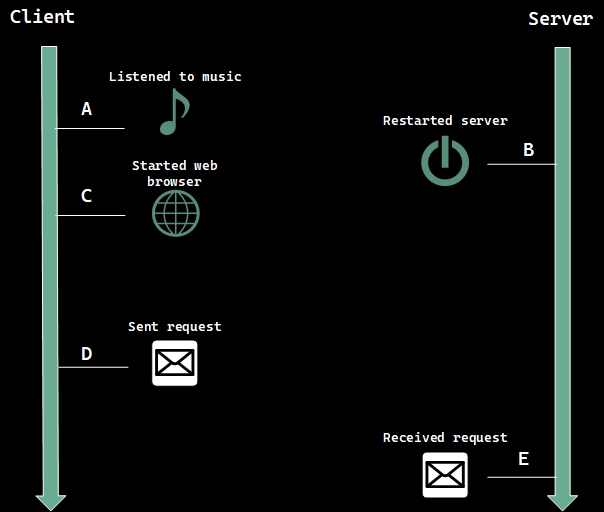 Client
Server
Listened to music
A
Restarted server
B
Started web
browser
C
Sent request
D
Received request
E